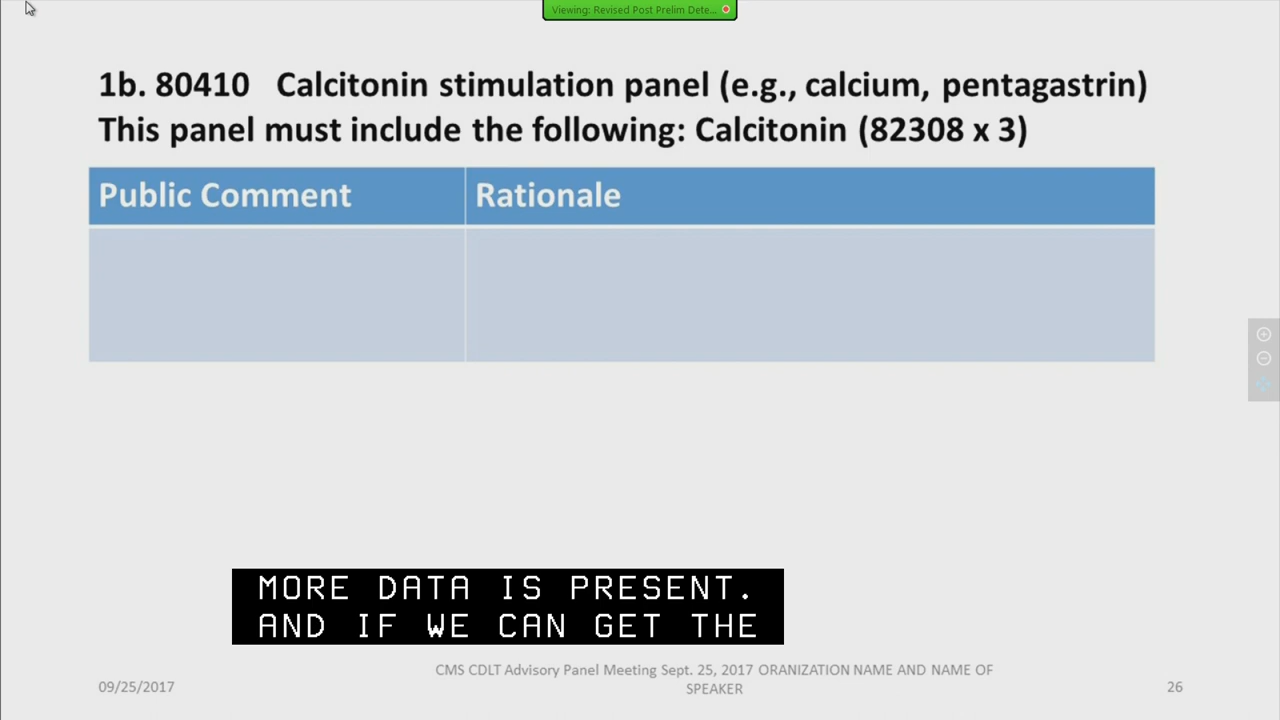 Viewing: Revised Post Prelim Dete...
1b. 80410 Calcitonin stimulation panel (e.g., calcium, pentagastrin)
This panel must include the following: Calcitonin (82308 x 3)
Public Comment Rationale
MORE DATA IS PRESENT.
AND IF WE CAN GET THE
CMS CDLT Advisory Panel Meeting Sept. 25, 2017 ORANIZATION NAME AND NAME OF
09/25/2017 SPEAKER 26